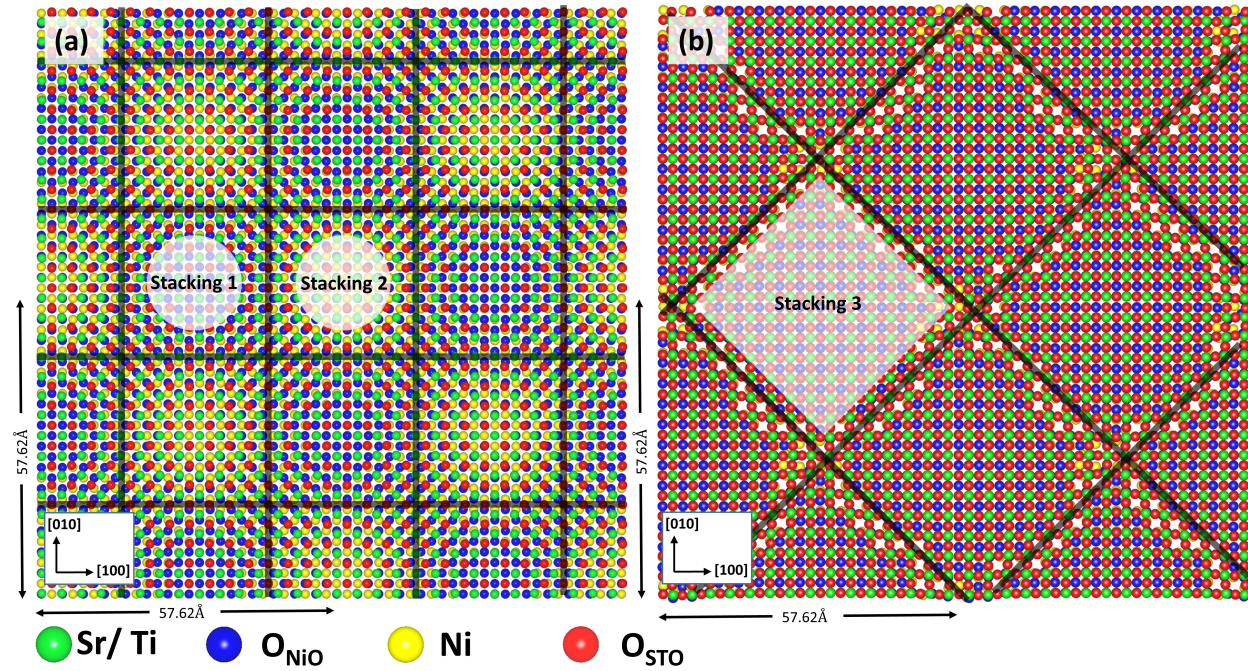 (a)
Stacking 1
Stacking 2
57.62Å
[010]
[100]
57.62Å
(b)
Stacking 3
57.62Å
[010]
[100]
57.62Å
Sr/ Ti
O_NiO
Ni
O_STO